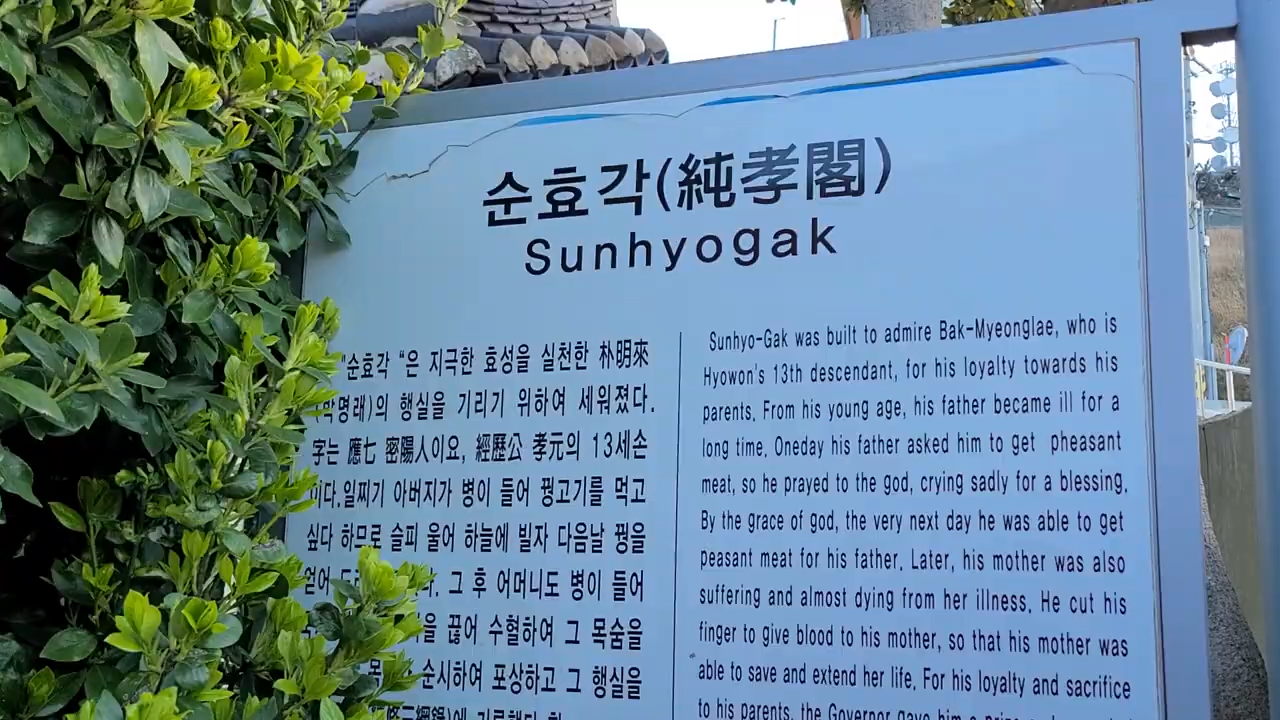 순효각(純孝閣)
Sunhyogak
"순효각 "은 지극한 효성을 실천한 朴明來
(박명래)의 행실을 기리기 위하여 세워졌다.
字는 應七 密陽人이요, 經歷公 孝元의 13세손
이다.일찌기 아버지가 병이 들어 꿩고기를 먹고
싶다 하므로 슬피 울어 하늘에 빌자 다음날 꿩을
얻어 그 후 어머니도 병이 들어
을 끊어 수혈하여 그 목숨을
순시하여 포상하고 그 행실을
Sunhyo-Gak was built to admire Bak-Myeonglae, who is
Hyowon's 13th descendant, for his loyalty towards his
parents. From his young age, his father became ill for a
long time. Oneday his father asked him to get pheasant
meat, so he prayed to the god, crying sadly for a blessing.
By the grace of god, the very next day he was able to get
peasant meat for his father. Later, his mother was also
suffering and almost dying from her illness. He cut his
finger to give blood to his mother, so that his mother was
able to save and extend her life. For his loyalty and sacrifice
to his parents, the Governor gave him a prize